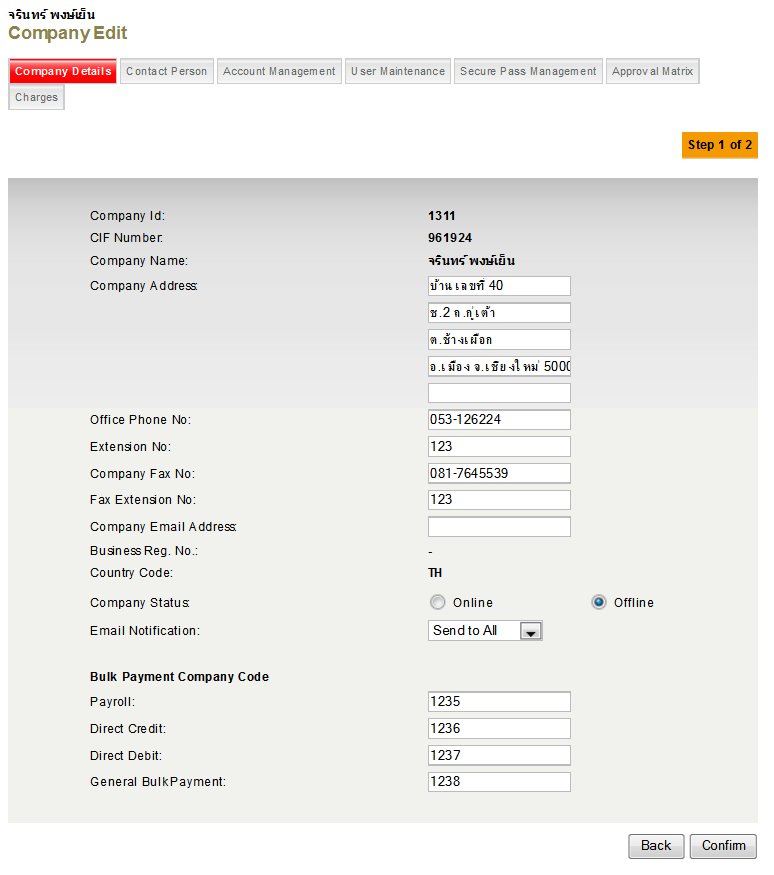 จรินทร์ พงษ์เย็น
Company Edit
Company Details Contact Person Account Management User Maintenance Secure Pass Management Approval Matrix
Charges
Step 1 of 2
Company Id: 1311
CIF Number: 961924
Company Name: จรินทร์ พงษ์เย็น
Company Address: บ้านเลขที่ 40
ซ.2 ถ.กู่เต้า
ต.ช้างเผือก
อ.เมือง จ.เชียงใหม่ 5000
Office Phone No: 053-126224
Extension No: 123
Company Fax No: 081-7645539
Fax Extension No: 123
Company Email Address:
Business Reg. No.: -
Country Code: TH
Company Status: Online Offline
Email Notification: Send to All
Bulk Payment Company Code
Payroll: 1235
Direct Credit: 1236
Direct Debit: 1237
General Bulk Payment: 1238
Back Confirm